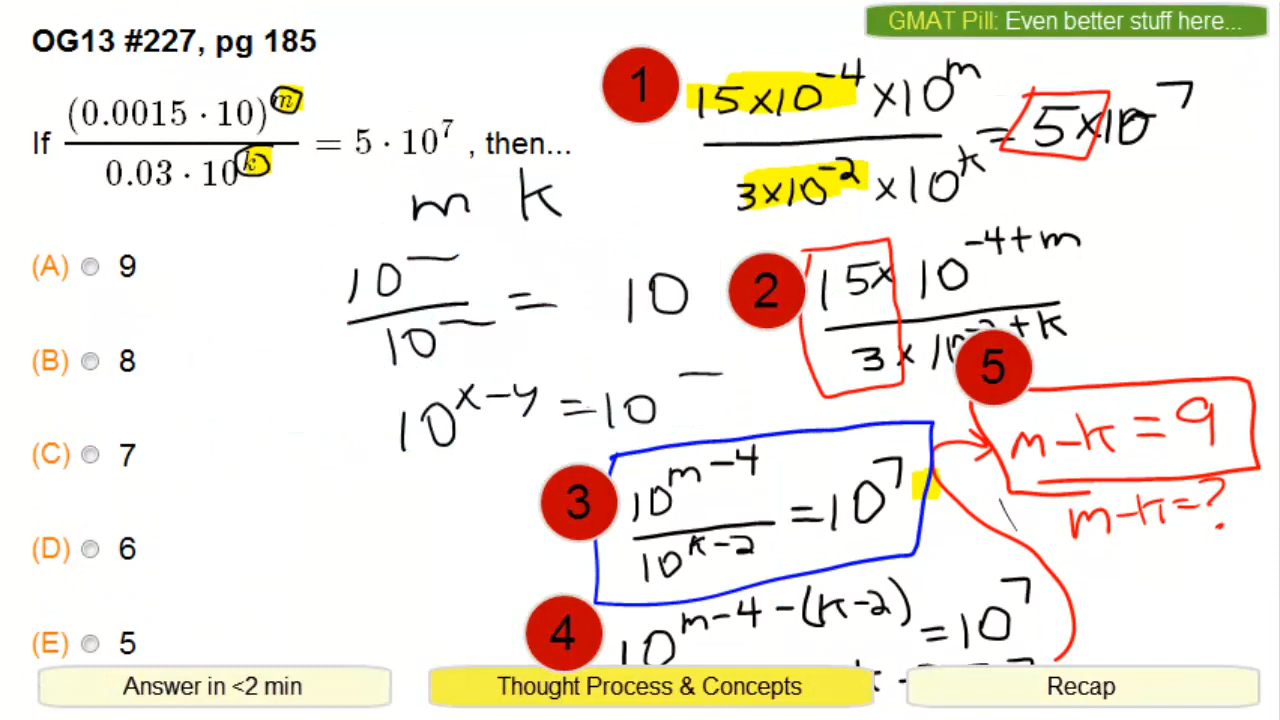 GMAT Pill: Even better stuff here...
OG13 #227, pg 185
If (0.0015 · 10)^m / 0.03 · 10^k = 5 · 10^7 , then...
m k
(A) 9
(B) 8
(C) 7
(D) 6
(E) 5
10^— / 10^— = 10^—
10^x-y = 10
1
15×10^-4 ×10^m / 3×10^-2 ×10^k = 5×10^7
2
15× 10^-4+m / 3× 10^-2+k
3
10^m-4 / 10^k-2 = 10^7
4
10^m-4-(k-2) = 10^7
5
m-k = 9
m-k=?
Answer in <2 min
Thought Process & Concepts
Recap